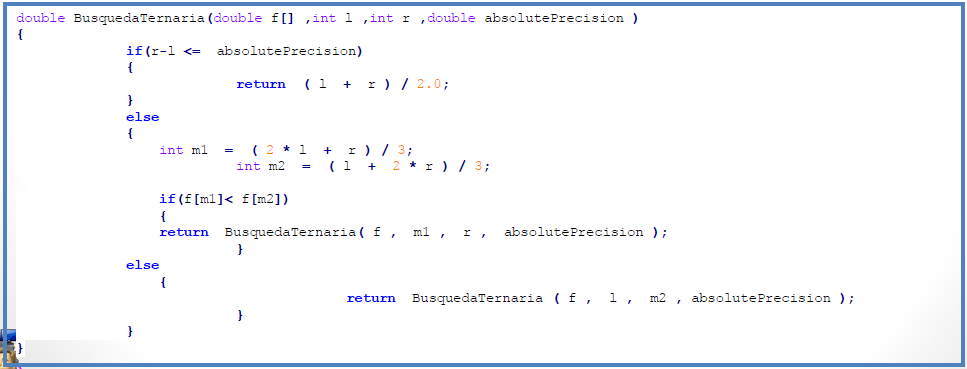 double BusquedaTernaria(double f[] ,int l ,int r ,double absolutePrecision )
{
if(r-l <= absolutePrecision)
{
return ( l + r ) / 2.0;
}
else
{
int m1 = ( 2 * l + r ) / 3;
int m2 = ( l + 2 * r ) / 3;
if(f[m1]< f[m2])
{
return BusquedaTernaria( f , m1 , r , absolutePrecision );
}
else
{
return BusquedaTernaria ( f , l , m2 , absolutePrecision );
}
}
}